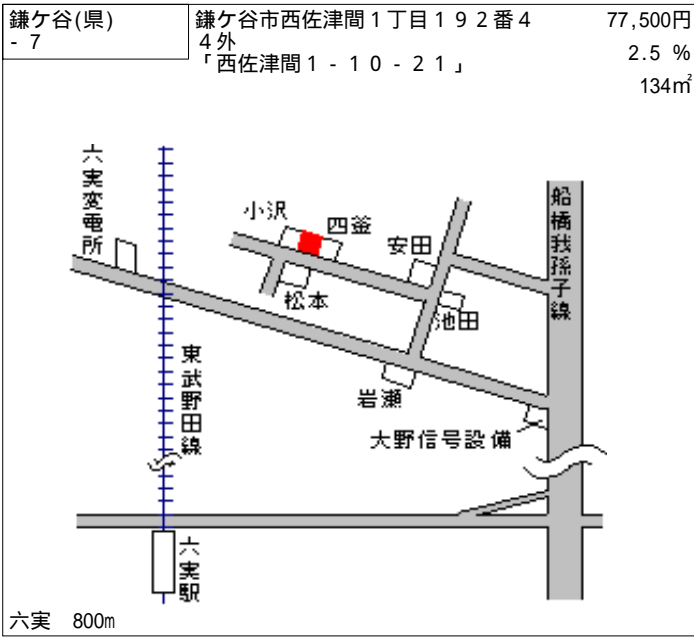 鎌ケ谷(県)
- 7
鎌ケ谷市西佐津間1丁目192番4
4外
「西佐津間1-10-21」
77,500円
2.5 %
134㎡
六実変電所
小沢
四釜
安田
船橋我孫子線
松本
池田
東武野田線
岩瀬
大野信号設備
六実駅
六実 800m